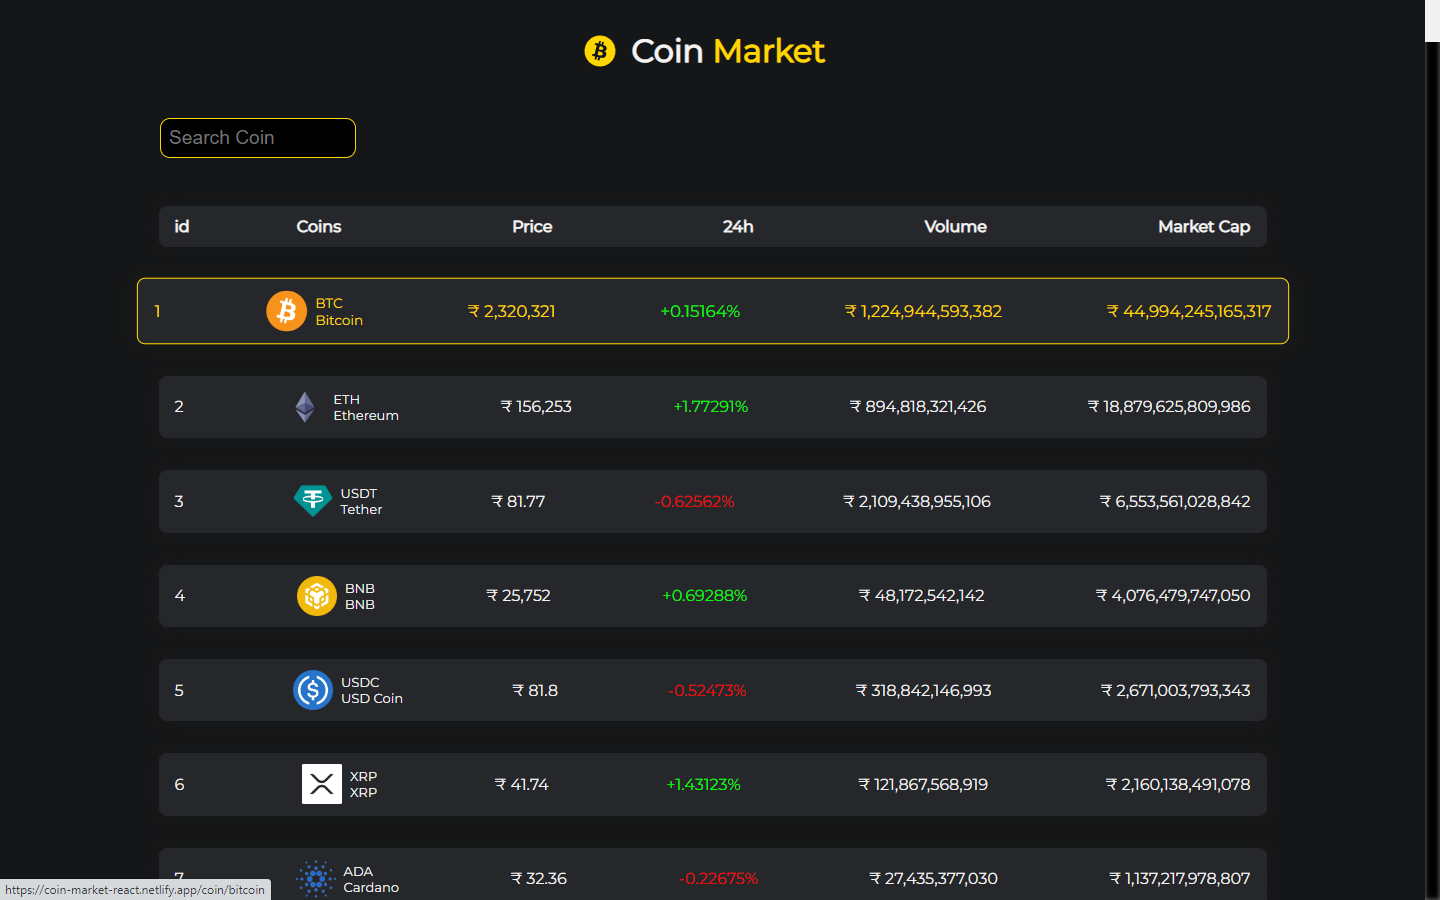 Coin Market
Search Coin
id Coins Price 24h Volume Market Cap
1 BTC Bitcoin ₹ 2,320,321 +0.15164% ₹ 1,224,944,593,382 ₹ 44,994,245,165,317
2 ETH Ethereum ₹ 156,253 +1.77291% ₹ 894,818,321,426 ₹ 18,879,625,809,986
3 USDT Tether ₹ 81.77 -0.62562% ₹ 2,109,438,955,106 ₹ 6,553,561,028,842
4 BNB BNB ₹ 25,752 +0.69288% ₹ 48,172,542,142 ₹ 4,076,479,747,050
5 USDC USD Coin ₹ 81.8 -0.52473% ₹ 318,842,146,993 ₹ 2,671,003,793,343
6 XRP XRP ₹ 41.74 +1.43123% ₹ 121,867,568,919 ₹ 2,160,138,491,078
7 ADA Cardano ₹ 32.36 -0.22675% ₹ 27,435,377,030 ₹ 1,137,217,978,807
https://coin-market-react.netlify.app/coin/bitcoin